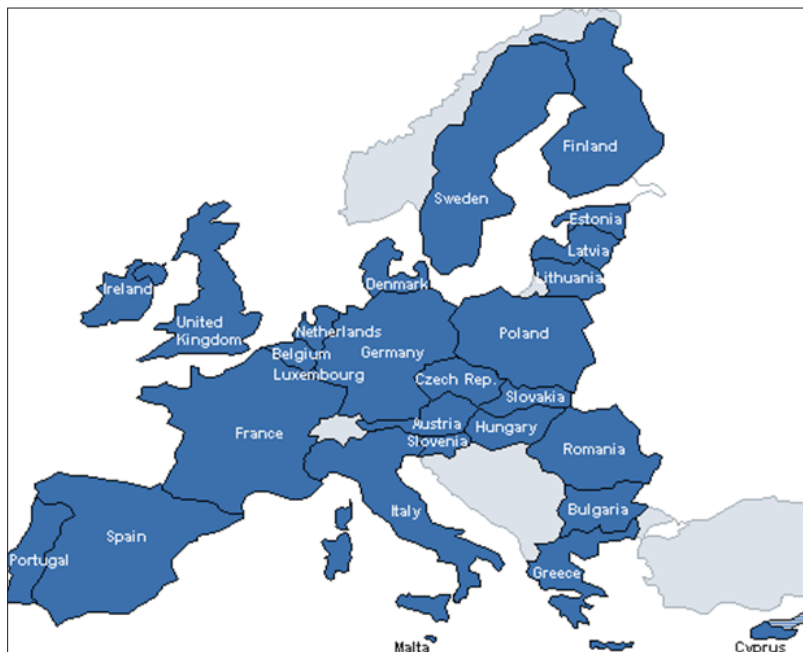 Finland
Sweden
Estonia
Latvia
Lithuania
Ireland
Denmark
United
Kingdom
Netherlands
Poland
Belgium
Germany
Luxembourg
Czech Rep.
Slovakia
France
Austria
Hungary
Slovenia
Romania
Italy
Bulgaria
Spain
Portugal
Greece
Malta
Cyprus